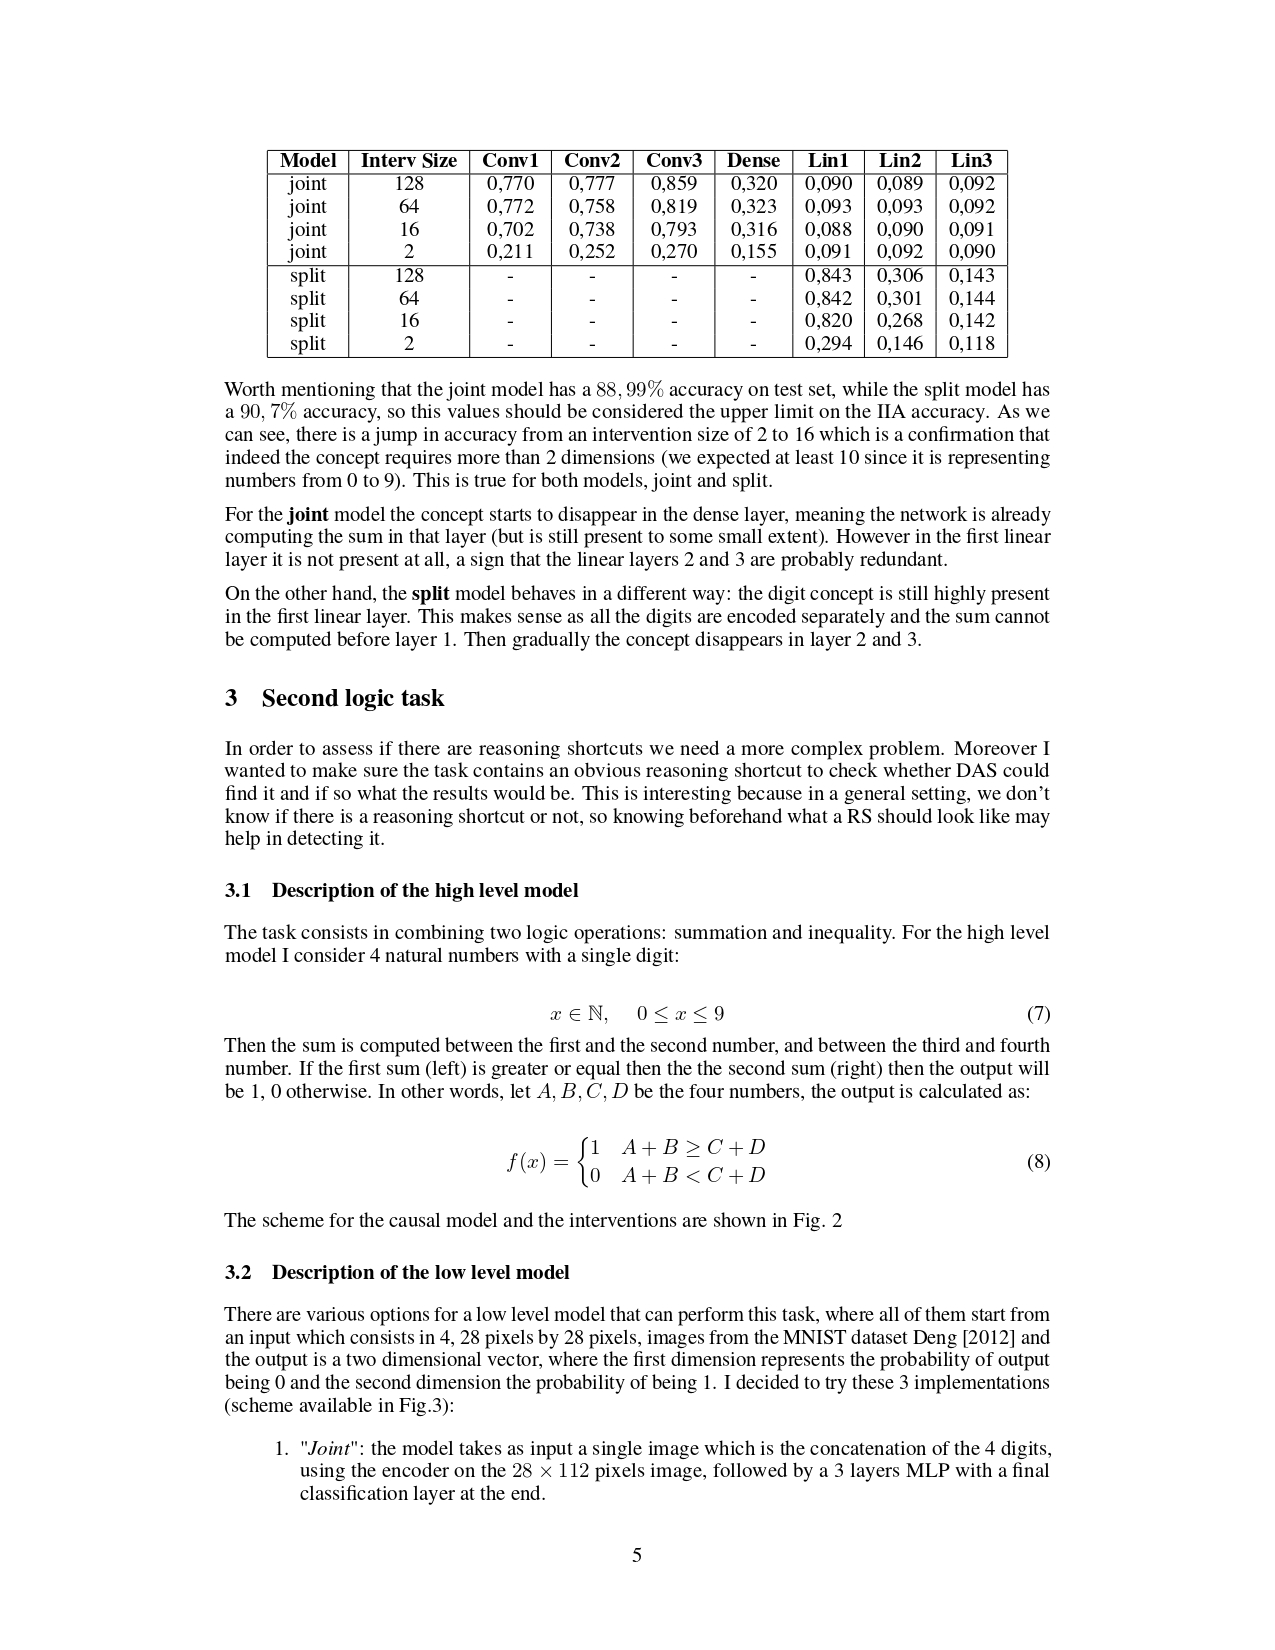 Model Interv Size Conv1 Conv2 Conv3 Dense Lin1 Lin2 Lin3
joint 128 0,770 0,777 0,859 0,320 0,090 0,089 0,092
joint 64 0,772 0,758 0,819 0,323 0,093 0,093 0,092
joint 16 0,702 0,738 0,793 0,316 0,088 0,090 0,091
joint 2 0,211 0,252 0,270 0,155 0,091 0,092 0,090
split 128 - - - - 0,843 0,306 0,143
split 64 - - - - 0,842 0,301 0,144
split 16 - - - - 0,820 0,268 0,142
split 2 - - - - 0,294 0,146 0,118
Worth mentioning that the joint model has a 88, 99% accuracy on test set, while the split model has
a 90, 7% accuracy, so this values should be considered the upper limit on the IIA accuracy. As we
can see, there is a jump in accuracy from an intervention size of 2 to 16 which is a confirmation that
indeed the concept requires more than 2 dimensions (we expected at least 10 since it is representing
numbers from 0 to 9). This is true for both models, joint and split.
For the joint model the concept starts to disappear in the dense layer, meaning the network is already
computing the sum in that layer (but is still present to some small extent). However in the first linear
layer it is not present at all, a sign that the linear layers 2 and 3 are probably redundant.
On the other hand, the split model behaves in a different way: the digit concept is still highly present
in the first linear layer. This makes sense as all the digits are encoded separately and the sum cannot
be computed before layer 1. Then gradually the concept disappears in layer 2 and 3.
3 Second logic task
In order to assess if there are reasoning shortcuts we need a more complex problem. Moreover I
wanted to make sure the task contains an obvious reasoning shortcut to check whether DAS could
find it and if so what the results would be. This is interesting because in a general setting, we don't
know if there is a reasoning shortcut or not, so knowing beforehand what a RS should look like may
help in detecting it.
3.1 Description of the high level model
The task consists in combining two logic operations: summation and inequality. For the high level
model I consider 4 natural numbers with a single digit:
x ∈ ℕ, 0 ≤ x ≤ 9 (7)
Then the sum is computed between the first and the second number, and between the third and fourth
number. If the first sum (left) is greater or equal then the the second sum (right) then the output will
be 1, 0 otherwise. In other words, let A, B, C, D be the four numbers, the output is calculated as:
f(x) = { 1 A + B ≥ C + D
0 A + B < C + D (8)
The scheme for the causal model and the interventions are shown in Fig. 2
3.2 Description of the low level model
There are various options for a low level model that can perform this task, where all of them start from
an input which consists in 4, 28 pixels by 28 pixels, images from the MNIST dataset Deng [2012] and
the output is a two dimensional vector, where the first dimension represents the probability of output
being 0 and the second dimension the probability of being 1. I decided to try these 3 implementations
(scheme available in Fig.3):
1. "Joint": the model takes as input a single image which is the concatenation of the 4 digits,
using the encoder on the 28 × 112 pixels image, followed by a 3 layers MLP with a final
classification layer at the end.
5